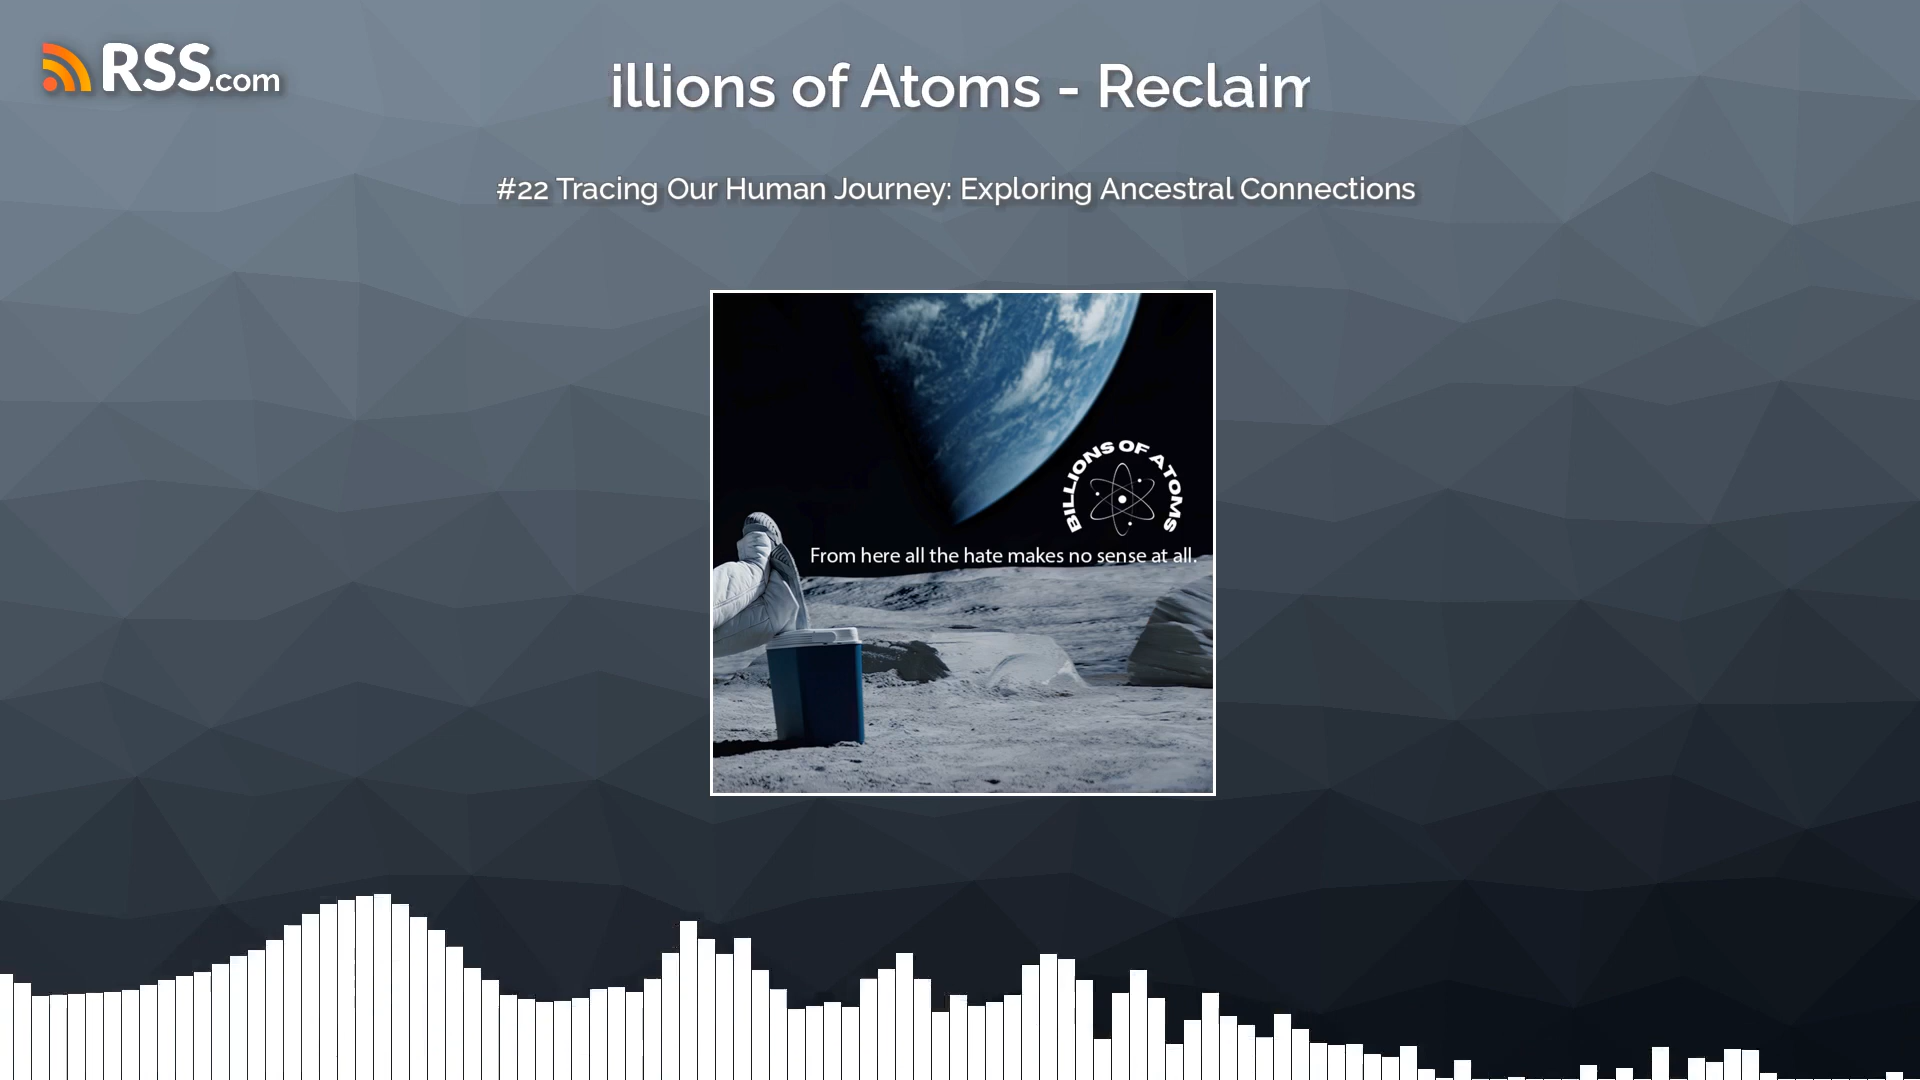 RSS.com
illions of Atoms - Reclaim
#22 Tracing Our Human Journey: Exploring Ancestral Connections
BILLIONS OF ATOMS
From here all the hate makes no sense at all.